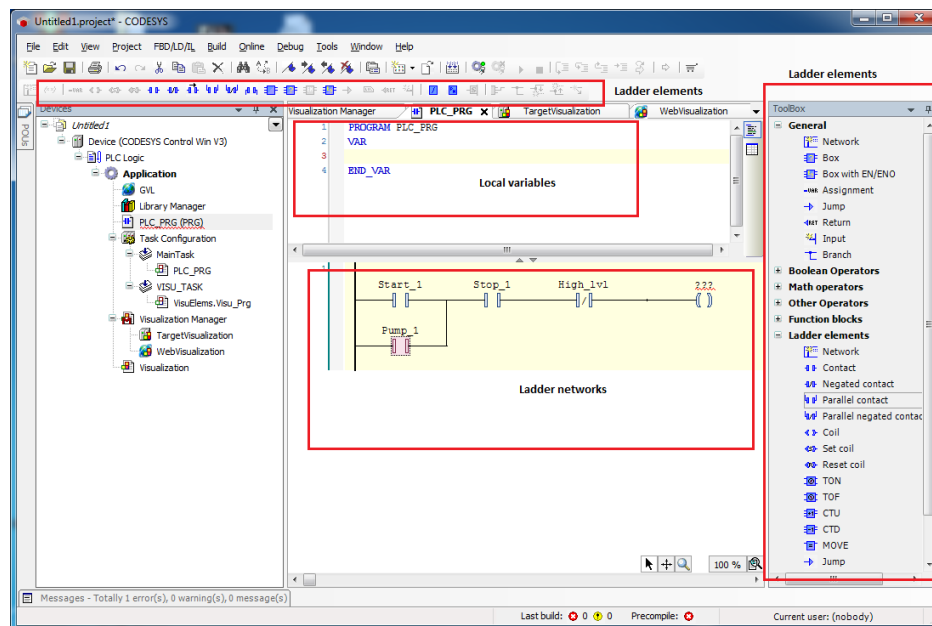 Untitled1.project* - CODESYS
File Edit View Project FBD/LD/IL Build Online Debug Tools Window Help
Ladder elements
Ladder elements
Devices
Visualization Manager PLC_PRG x TargetVisualization WebVisualization
ToolBox
POUs
Untitled1
Device (CODESYS Control Win V3)
PLC Logic
Application
GVL
Library Manager
PLC_PRG (PRG)
Task Configuration
MainTask
PLC_PRG
VISU_TASK
VisuElems.Visu_Prg
Visualization Manager
TargetVisualization
WebVisualization
Visualization
1 PROGRAM PLC_PRG
2 VAR
3
4 END_VAR
Local variables
1
Start_1 Stop_1 High_lvl ???
Pump_1
Ladder networks
100 %
General
Network
Box
Box with EN/ENO
Assignment
Jump
Return
Input
Branch
Boolean Operators
Math operators
Other Operators
Function blocks
Ladder elements
Network
Contact
Negated contact
Parallel contact
Parallel negated contac
Coil
Set coil
Reset coil
TON
TOF
CTU
CTD
MOVE
Jump
Messages - Totally 1 error(s), 0 warning(s), 0 message(s)
Last build: 0 0 Precompile: Current user: (nobody)